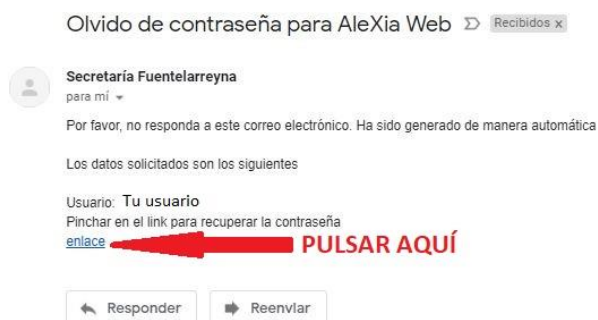 Olvido de contraseña para AleXia Web Recibidos x
Secretaría Fuentelarreyna
para mí
Por favor, no responda a este correo electrónico. Ha sido generado de manera automática
Los datos solicitados son los siguientes
Usuario: Tu usuario
Pinchar en el link para recuperar la contraseña
enlace PULSAR AQUÍ
Responder Reenviar